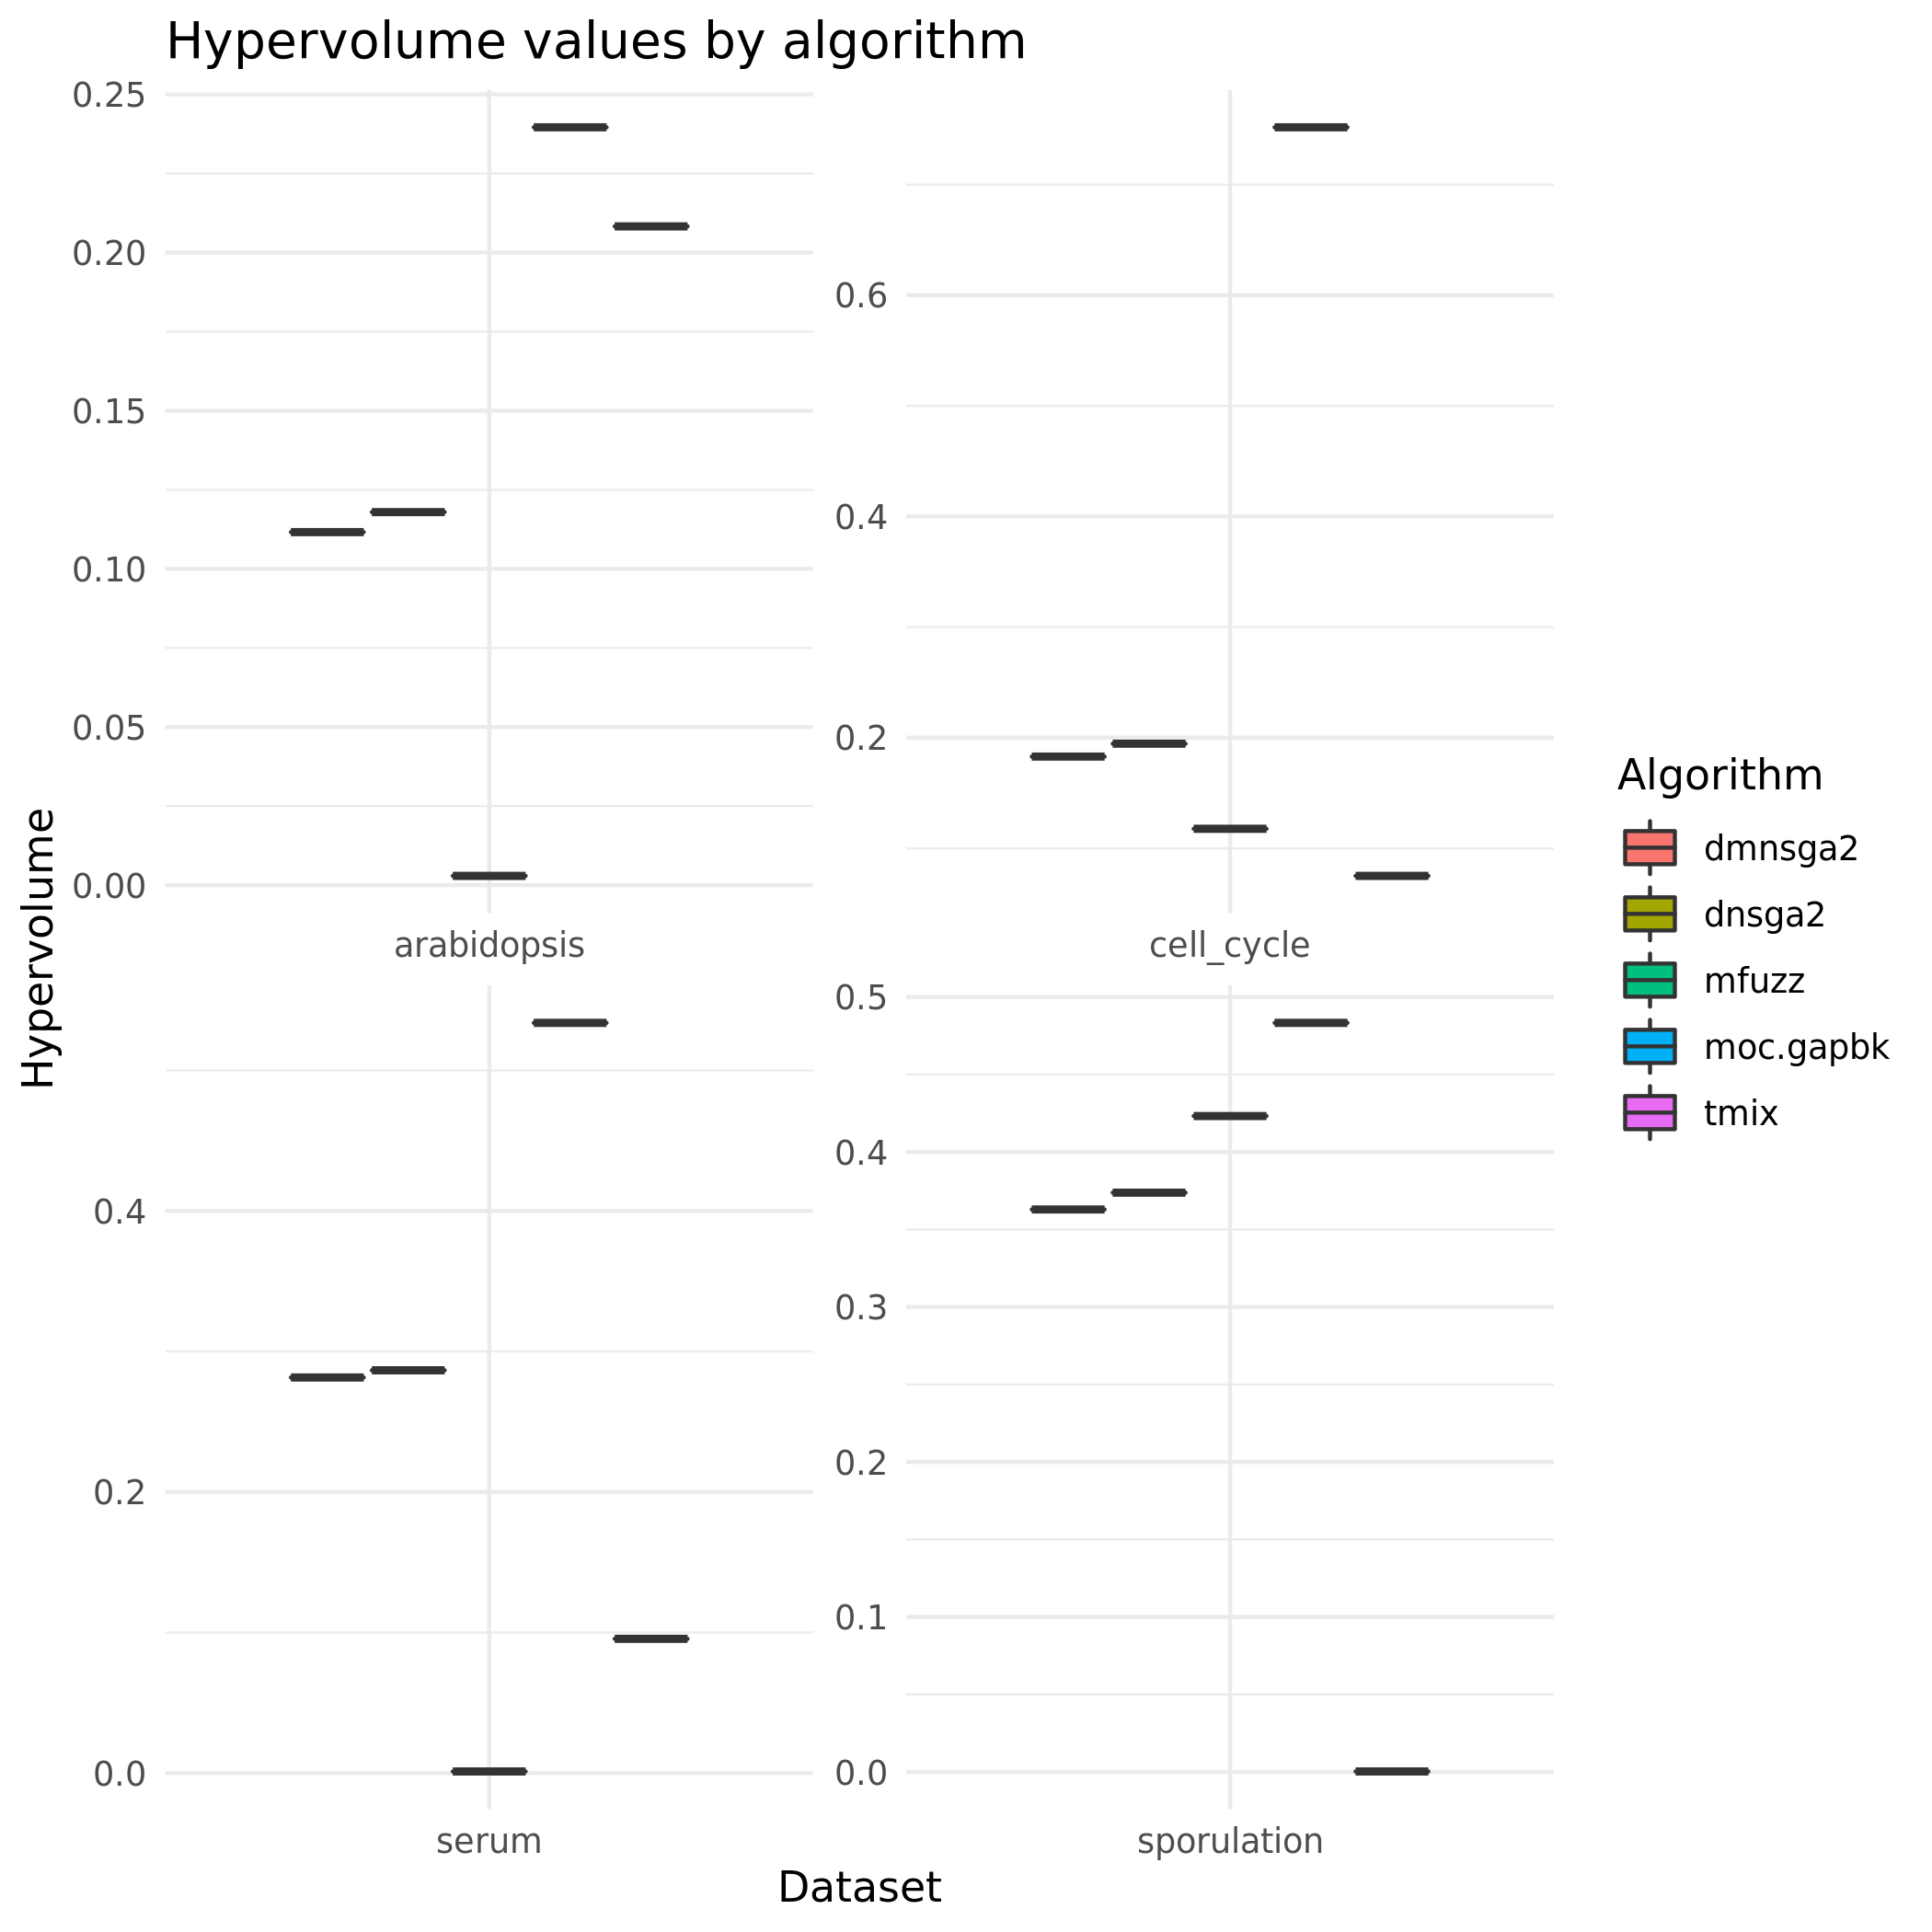 Hypervolume values by algorithm
Hypervolume
0.25
0.20
0.15
0.10
0.05
0.00
arabidopsis
0.6
0.4
0.2
cell_cycle
0.4
0.2
0.0
serum
0.5
0.4
0.3
0.2
0.1
0.0
sporulation
Dataset
Algorithm
dmnsga2
dnsga2
mfuzz
moc.gapbk
tmix